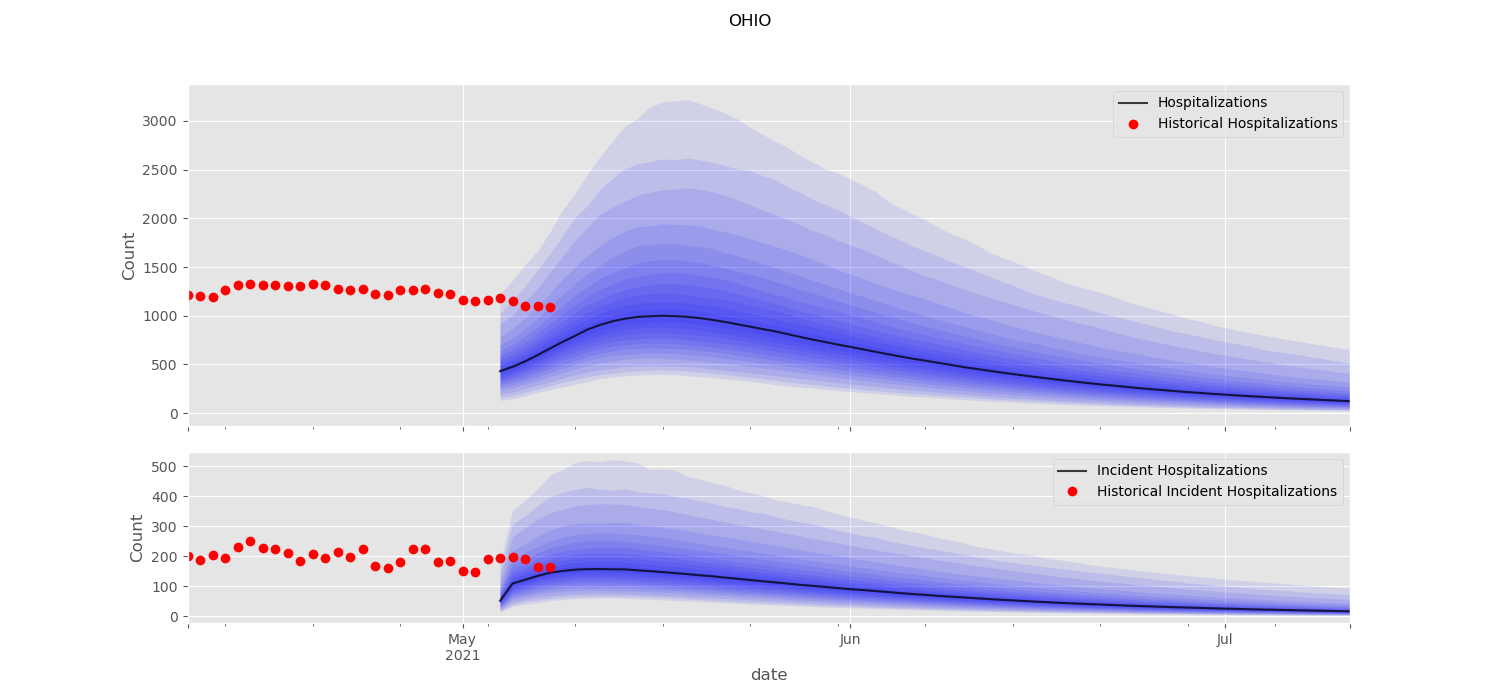 OHIO
Hospitalizations
Historical Hospitalizations
3000
2500
2000
1500
1000
500
0
Count
Incident Hospitalizations
Historical Incident Hospitalizations
500
400
300
200
100
0
Count
May
2021
Jun
Jul
date